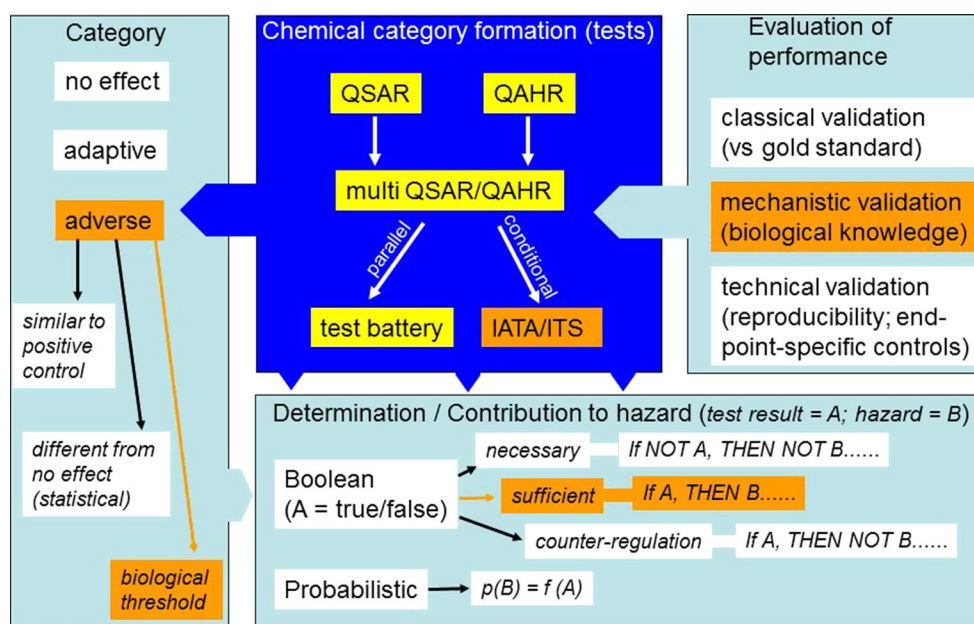 Category
no effect
adaptive
adverse
similar to
positive
control
different from
no effect
(statistical)
biological
threshold
Chemical category formation (tests)
QSAR
QAHR
multi QSAR/QAHR
parallel
conditional
test battery
IATA/ITS
Evaluation of
performance
classical validation
(vs gold standard)
mechanistic validation
(biological knowledge)
technical validation
(reproducibility; end-
point-specific controls)
Determination / Contribution to hazard (test result = A; hazard = B)
Boolean
(A = true/false)
necessary
If NOT A, THEN NOT B......
sufficient
If A, THEN B......
counter-regulation
If A, THEN NOT B......
Probabilistic
p(B) = f (A)